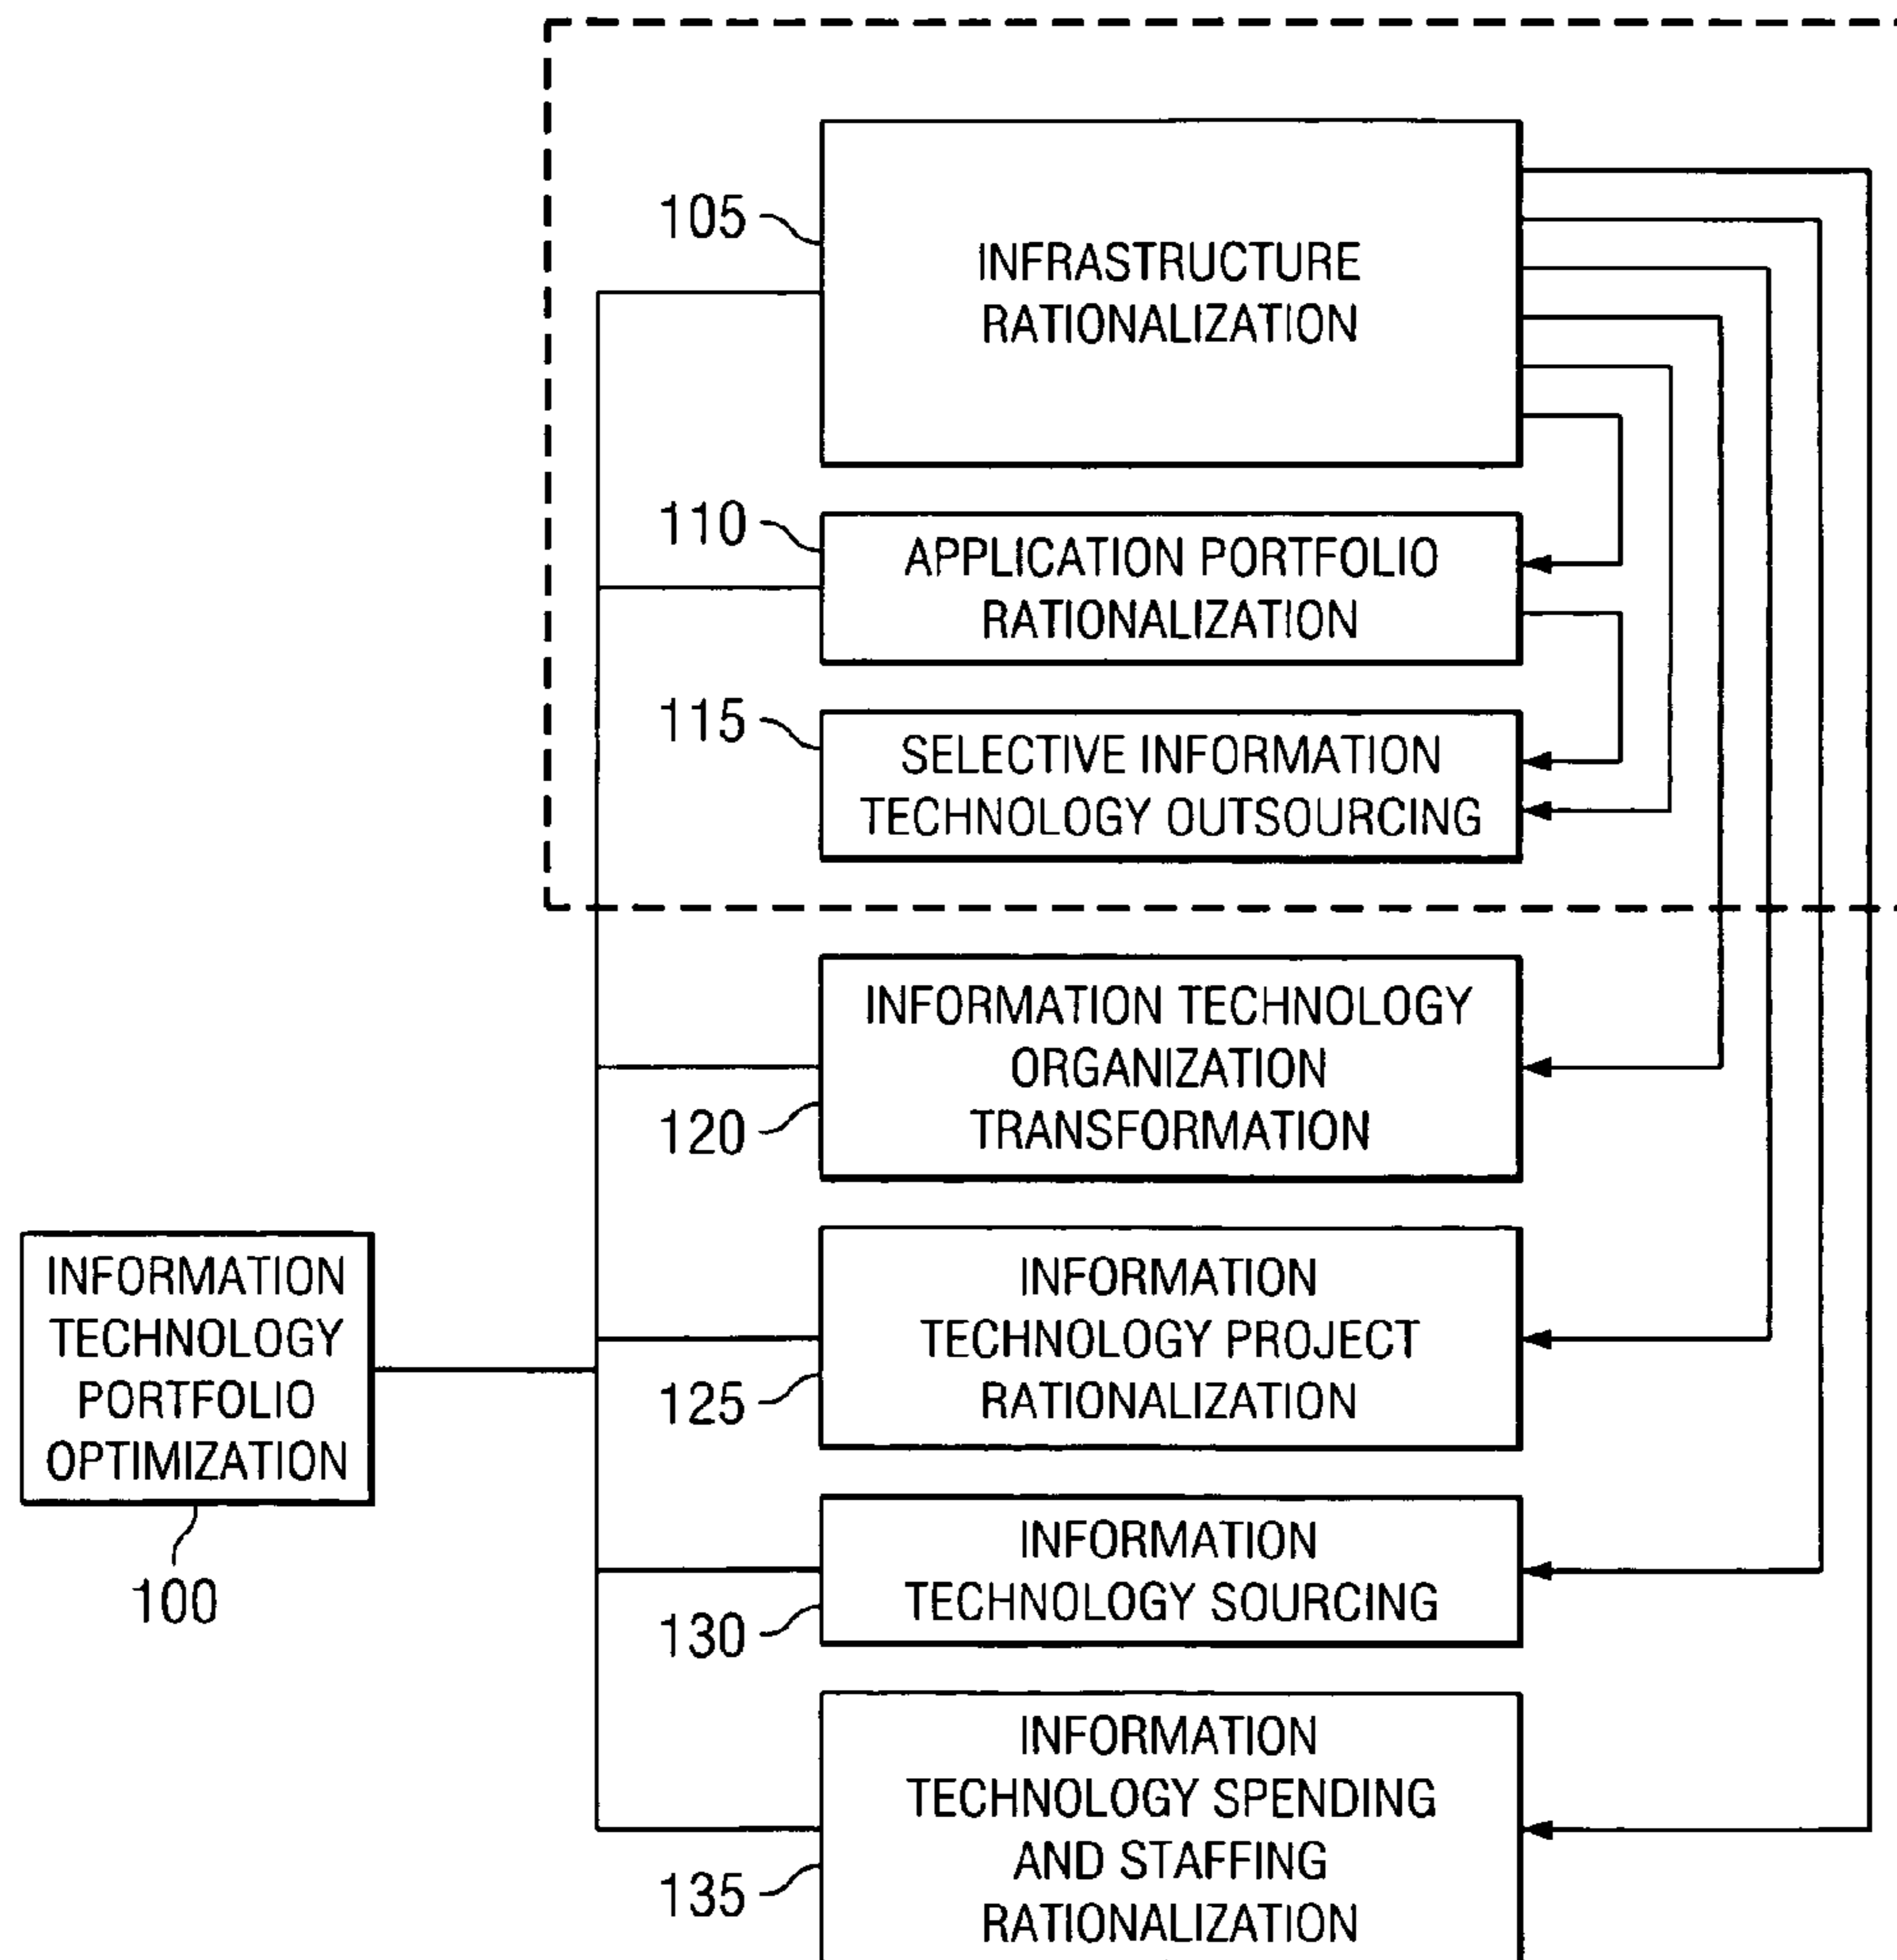 105
INFRASTRUCTURE
RATIONALIZATION
110
APPLICATION PORTFOLIO
RATIONALIZATION
115
SELECTIVE INFORMATION
TECHNOLOGY OUTSOURCING
INFORMATION TECHNOLOGY
ORGANIZATION
TRANSFORMATION
120
INFORMATION
TECHNOLOGY
PORTFOLIO
OPTIMIZATION
100
INFORMATION
TECHNOLOGY PROJECT
RATIONALIZATION
125
INFORMATION
TECHNOLOGY SOURCING
130
INFORMATION
TECHNOLOGY SPENDING
AND STAFFING
RATIONALIZATION
135